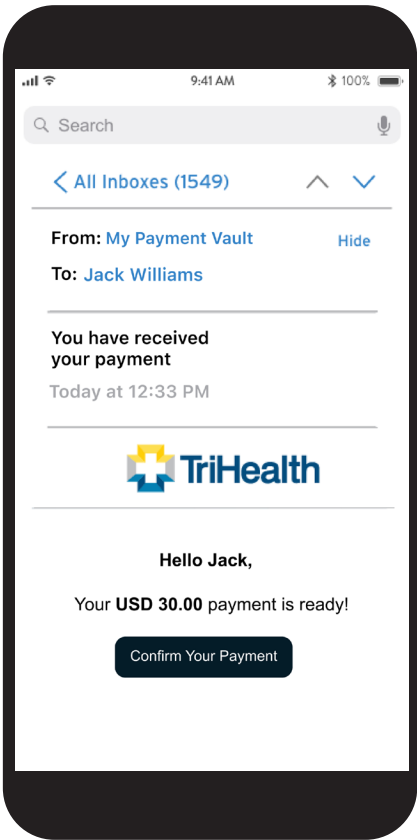 9:41 AM 100%
Search
All Inboxes (1549)
From: My Payment Vault Hide
To: Jack Williams
You have received
your payment
Today at 12:33 PM
TriHealth
Hello Jack,
Your USD 30.00 payment is ready!
Confirm Your Payment